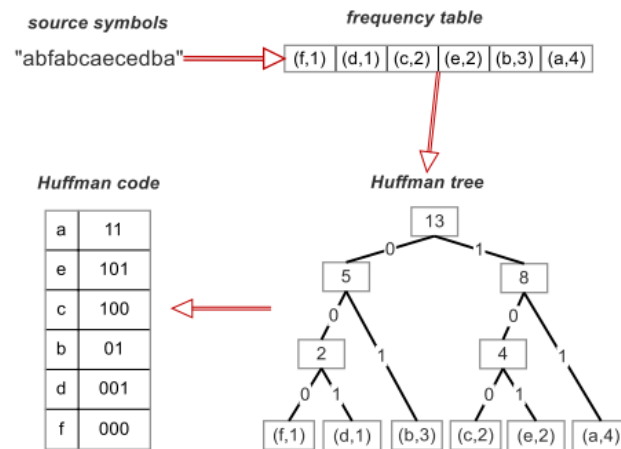 source symbols
frequency table
"abfabcaecedba"
(f,1) (d,1) (c,2) (e,2) (b,3) (a,4)
Huffman code
Huffman tree
a 11
e 101
c 100
b 01
d 001
f 000
13
0 1
5 8
0 1 0 1
2 4
0 1 0 1
(f,1) (d,1) (b,3) (c,2) (e,2) (a,4)